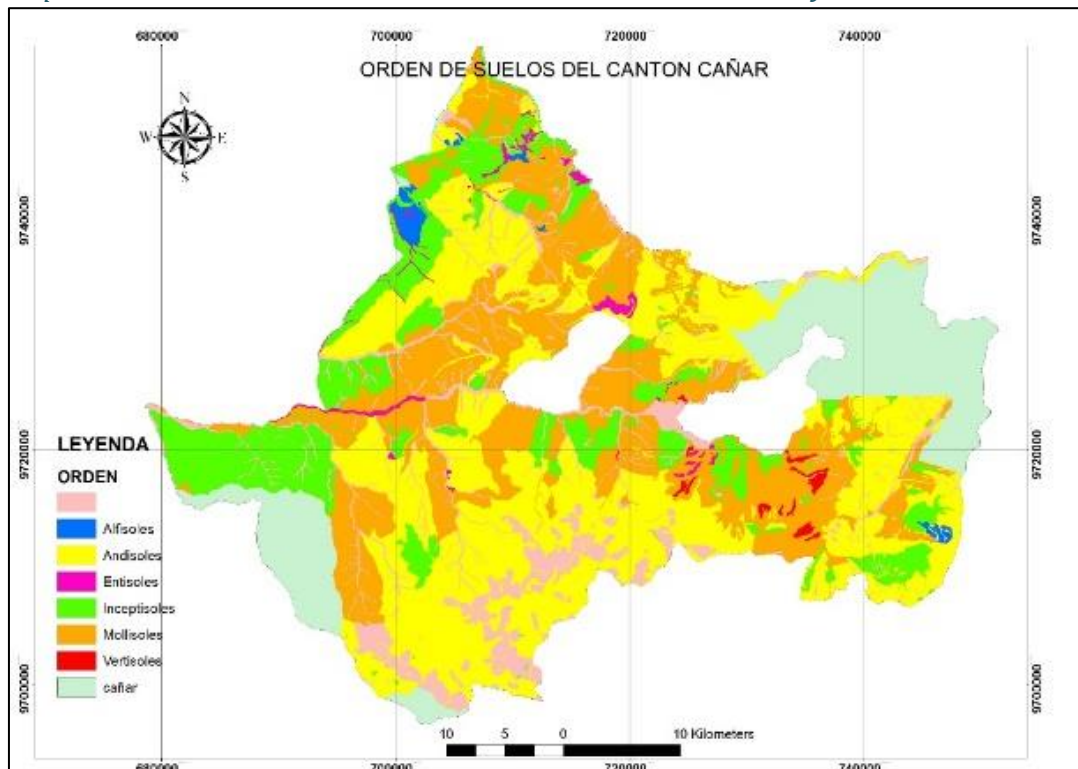 680000 700000 720000 740000
ORDEN DE SUELOS DEL CANTON CAÑAR
N
W E
S
9740000 9740000
9720000 9720000
LEYENDA
ORDEN
Alfisoles
Andisoles
Entisoles
Inceptisoles
Mollisoles
Vertisoles
cañar
9700000 9700000
10 5 0 10 Kilometers
680000 700000 720000 740000